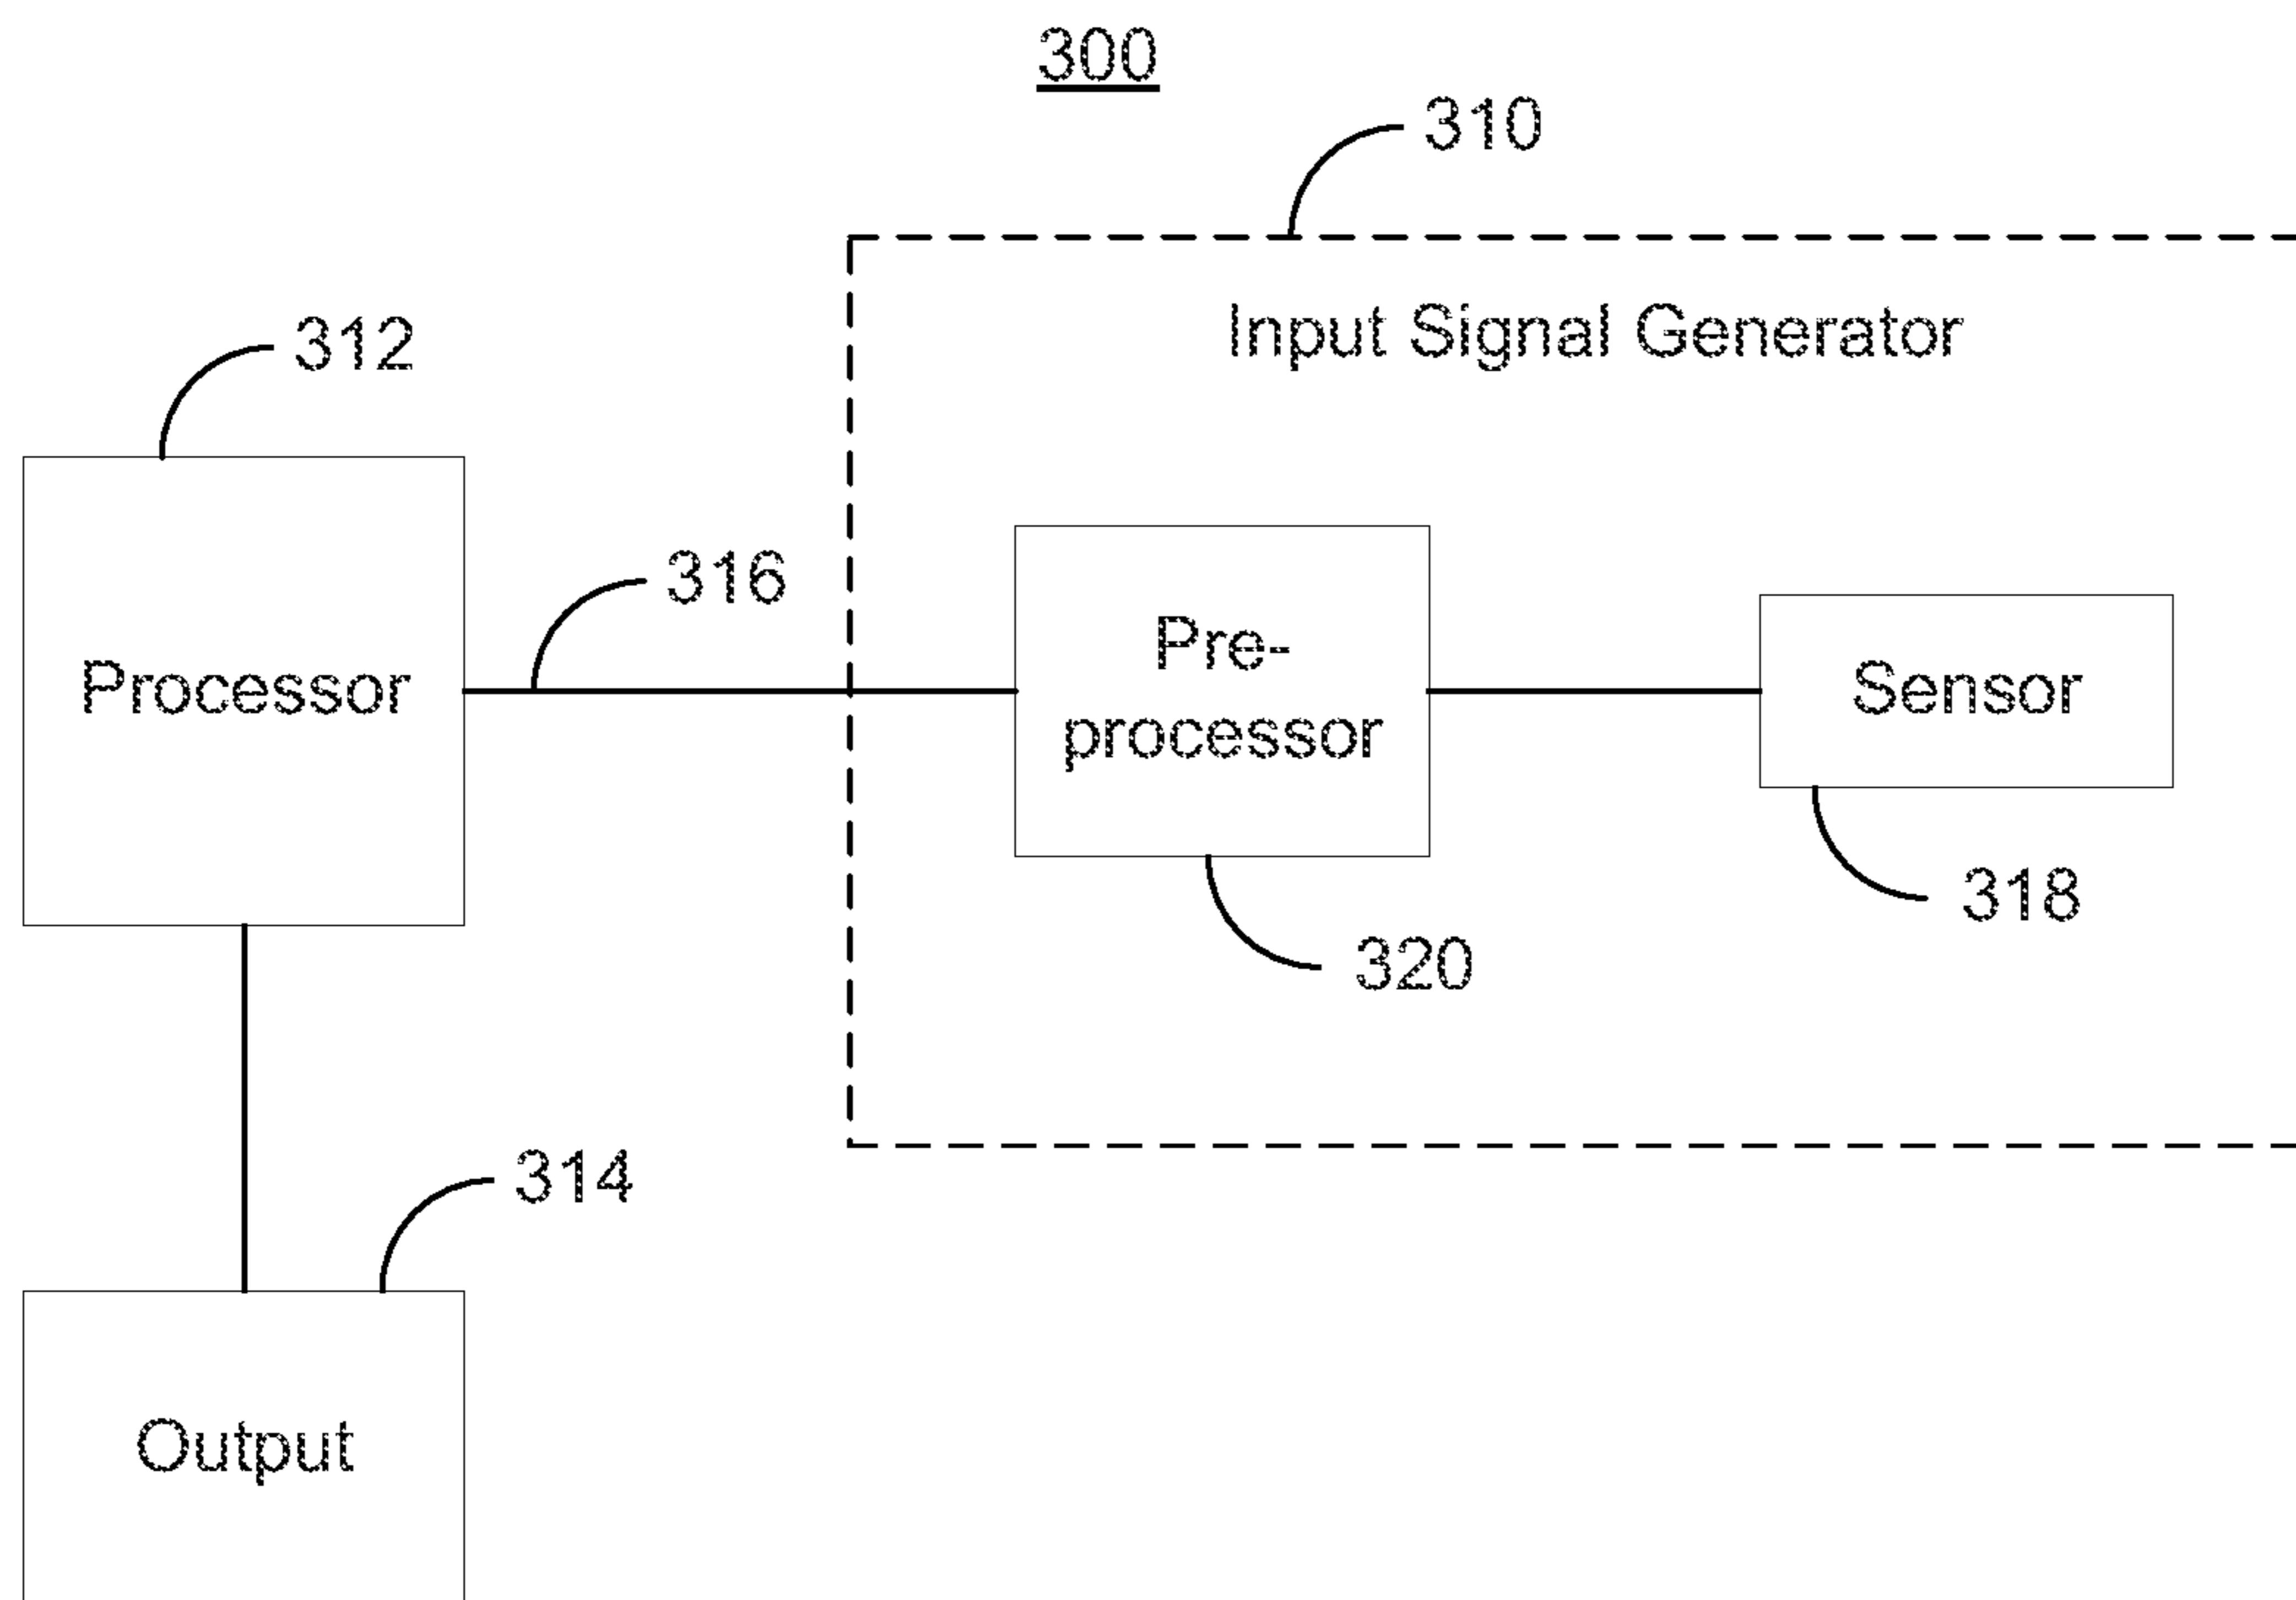 300
310
Input Signal Generator
312
316
Processor
Pre-
processor
Sensor
318
320
314
Output